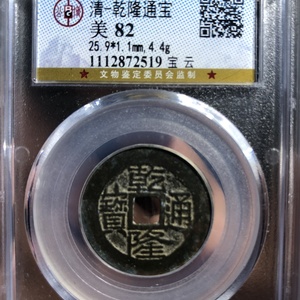 清-乾隆通宝
美 82
25.9*1.1mm, 4.4g
★★★ 文物鉴定委员会监制 ★★★
1112872519 宝云
乾隆通寶